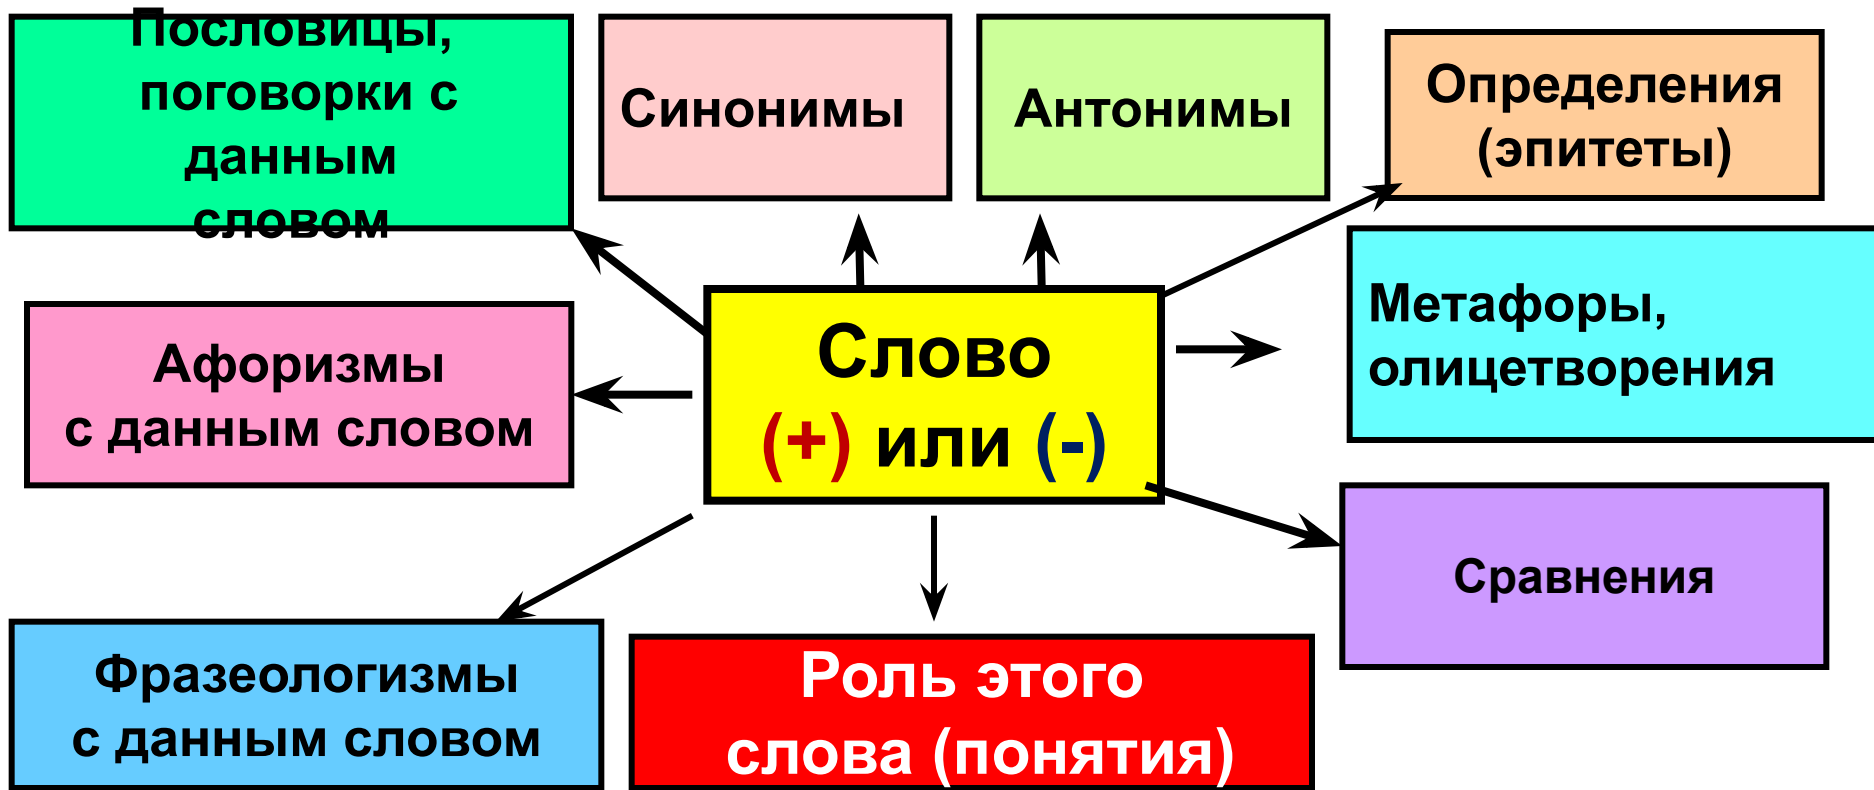 Пословицы,
поговорки с
данным
словом
Синонимы
Антонимы
Определения
(эпитеты)
Метафоры,
олицетворения
Слово
(+) или (-)
Афоризмы
с данным словом
Сравнения
Фразеологизмы
с данным словом
Роль этого
слова (понятия)